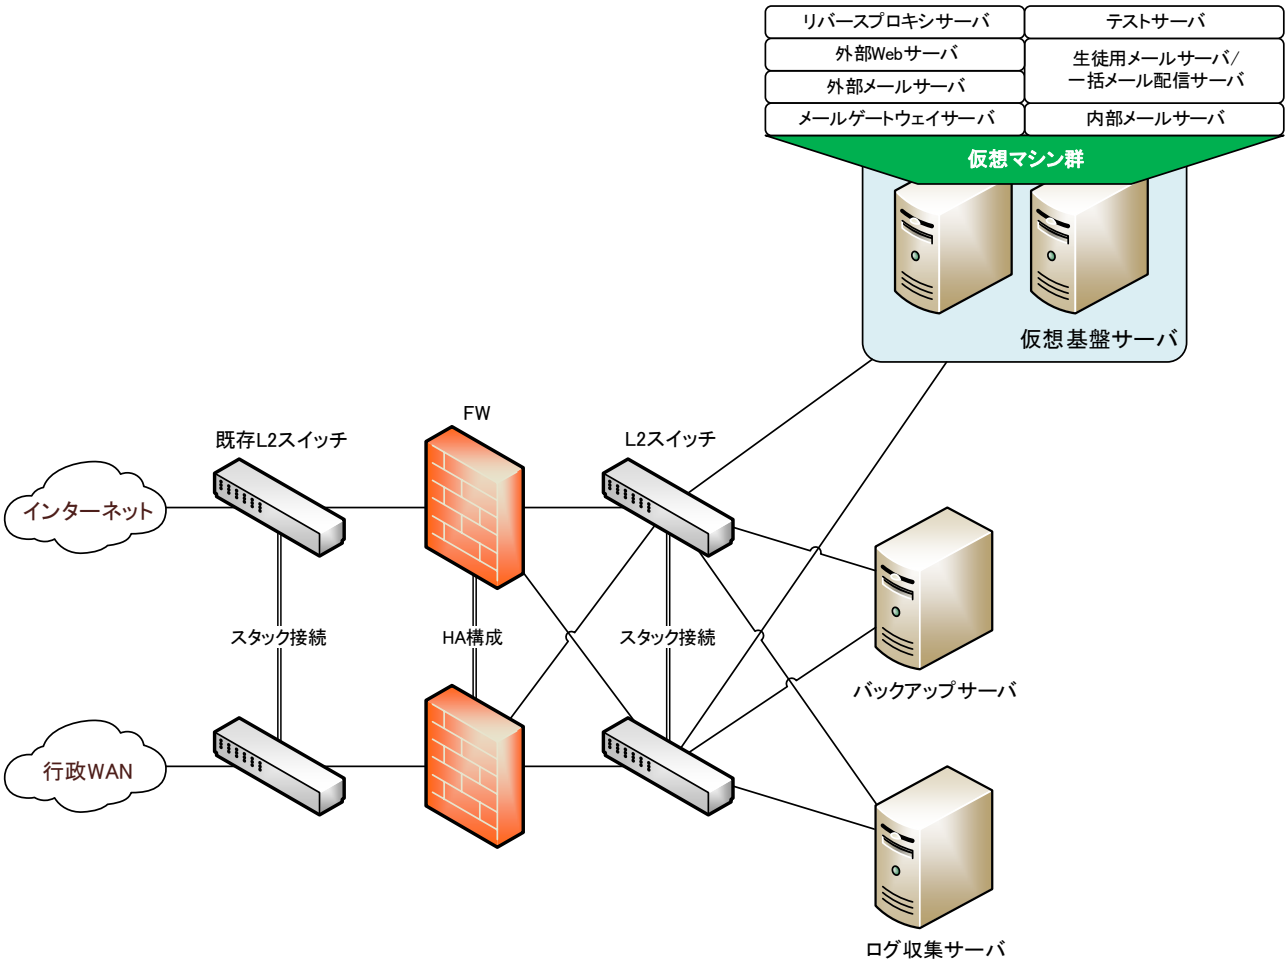 リバースプロキシサーバ
テストサーバ
外部Webサーバ
生徒用メールサーバ/
一括メール配信サーバ
外部メールサーバ
メールゲートウェイサーバ
内部メールサーバ
仮想マシン群
仮想基盤サーバ
FW
既存L2スイッチ
L2スイッチ
インターネット
スタック接続
HA構成
スタック接続
バックアップサーバ
行政WAN
ログ収集サーバ